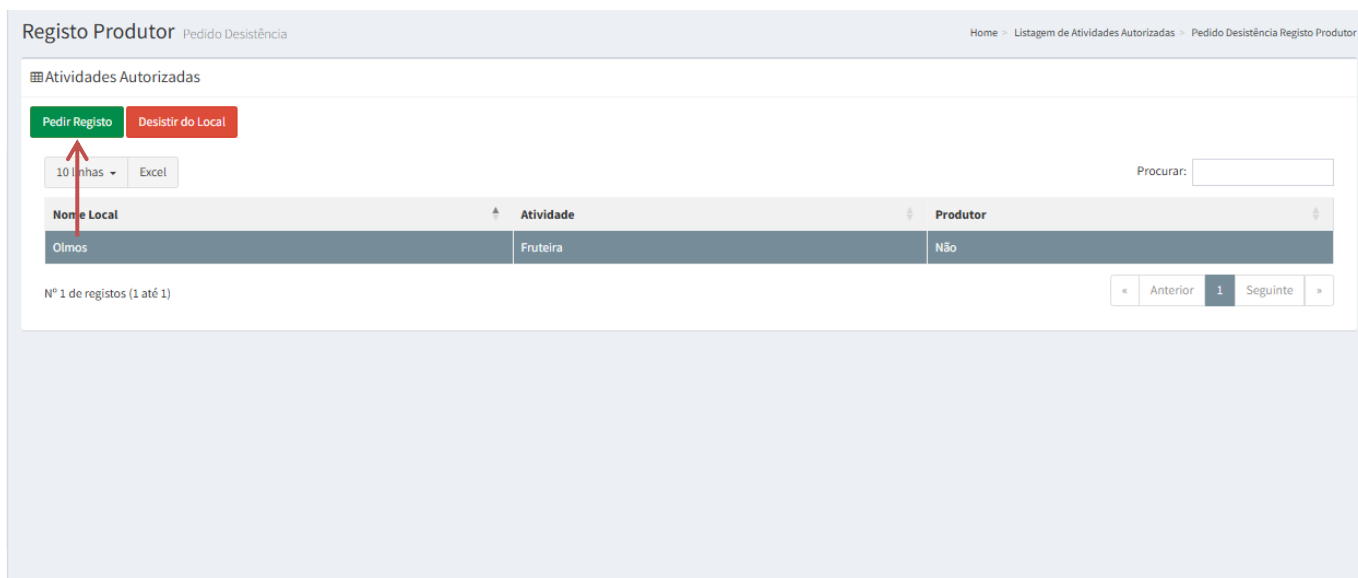 Registo Produtor Pedido Desistência
Home > Listagem de Atividades Autorizadas > Pedido Desistência Registo Produtor
Atividades Autorizadas
Pedir Registo Desistir do Local
10 linhas Excel Procurar:
Nome Local Atividade Produtor
Olmos Fruteira Não
Nº 1 de registos (1 até 1) « Anterior 1 Seguinte »